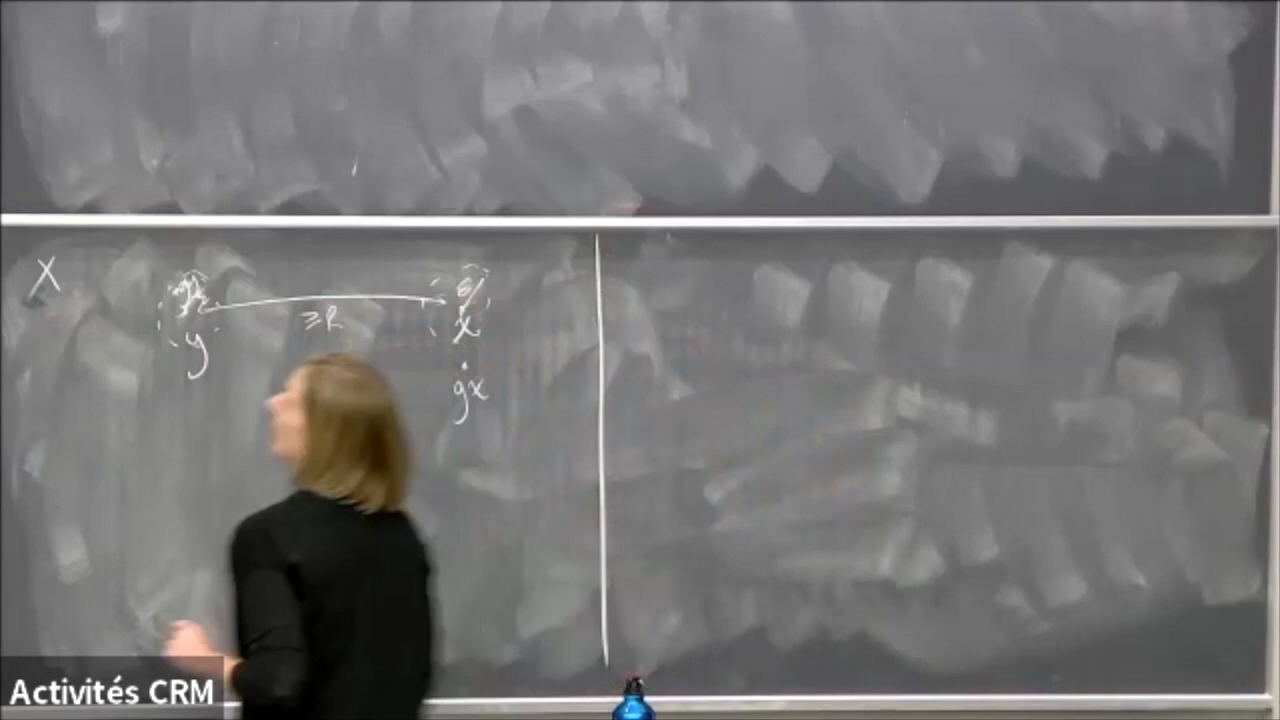 X
≥R
y
x
gx
Activités CRM